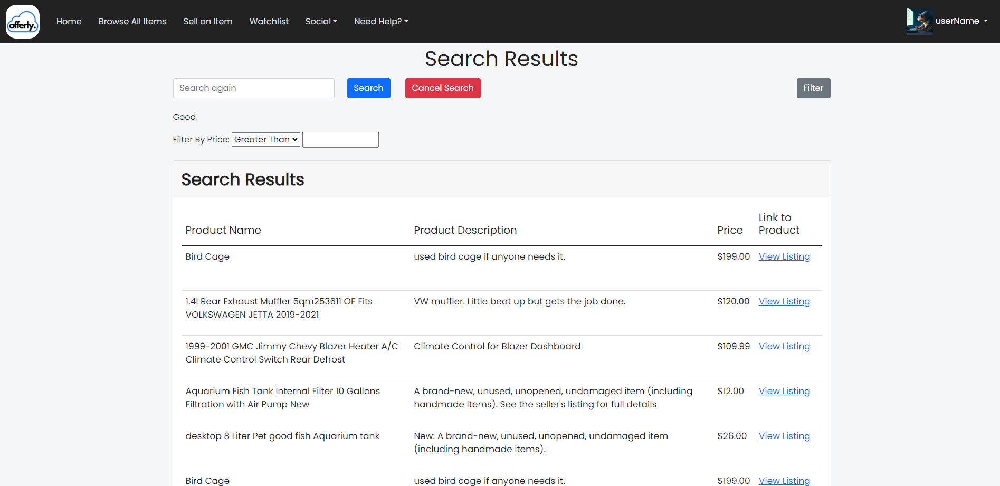 offerly.
Home Browse All Items Sell an Item Watchlist Social Need Help? userName
Search Results
Search again Search Cancel Search Filter
Good
Filter By Price: Greater Than
Search Results
Product Name Product Description Price Link to Product
Bird Cage used bird cage if anyone needs it. $199.00 View Listing
1.4l Rear Exhaust Muffler 5qm253611 OE Fits VW muffler. Little beat up but gets the job done. $120.00 View Listing
VOLKSWAGEN JETTA 2019-2021
1999-2001 GMC Jimmy Chevy Blazer Heater A/C Climate Control for Blazer Dashboard $109.99 View Listing
Climate Control Switch Rear Defrost
Aquarium Fish Tank Internal Filter 10 Gallons A brand-new, unused, unopened, undamaged item (including $12.00 View Listing
Filtration with Air Pump New handmade items). See the seller's listing for full details
desktop 8 Liter Pet good fish Aquarium tank New: A brand-new, unused, unopened, undamaged item $26.00 View Listing
(including handmade items).
Bird Cage used bird cage if anyone needs it. $199.00 View Listing